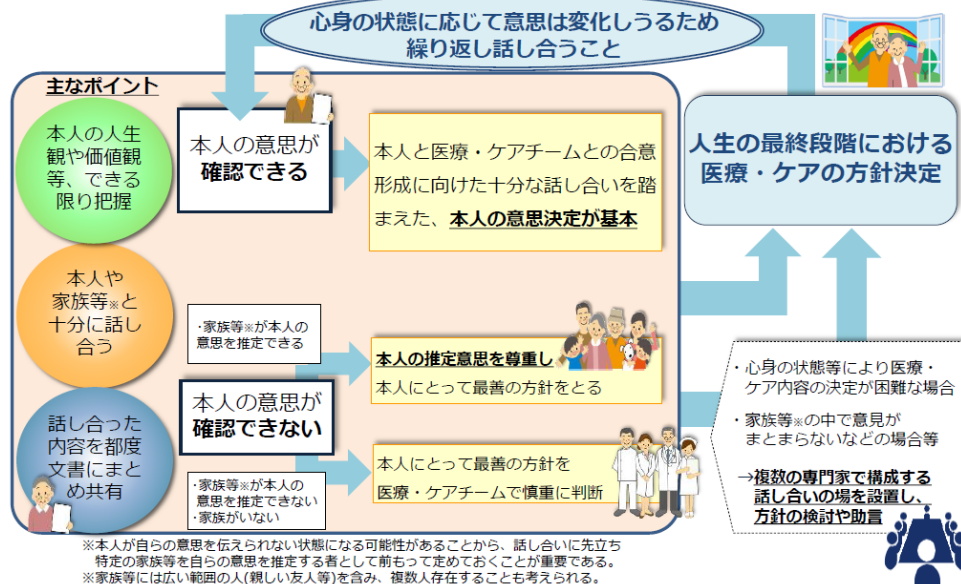 心身の状態に応じて意思は変化しうるため
繰り返し話し合うこと
主なポイント
本人の人生
観や価値観
等、できる
限り把握
本人や
家族等※と
十分に話し
合う
話し合った
内容を都度
文書にまと
め共有
本人の意思が
確認できる
本人と医療・ケアチームとの合意
形成に向けた十分な話し合いを踏
まえた、本人の意思決定が基本
・家族等※が本人の
意思を推定できる
本人の意思が
確認できない
・家族等※が本人の
意思を推定できない
・家族がいない
本人の推定意思を尊重し
本人にとって最善の方針をとる
本人にとって最善の方針を
医療・ケアチームで慎重に判断
人生の最終段階における
医療・ケアの方針決定
・心身の状態等により医療・
ケア内容の決定が困難な場合
・家族等※の中で意見が
まとまらないなどの場合等
→複数の専門家で構成する
話し合いの場を設置し、
方針の検討や助言
※本人が自らの意思を伝えられない状態になる可能性があることから、話し合いに先立ち
特定の家族等を自らの意思を推定する者として前もって定めておくことが重要である。
※家族等には広い範囲の人(親しい友人等)を含み、複数人存在することも考えられる。